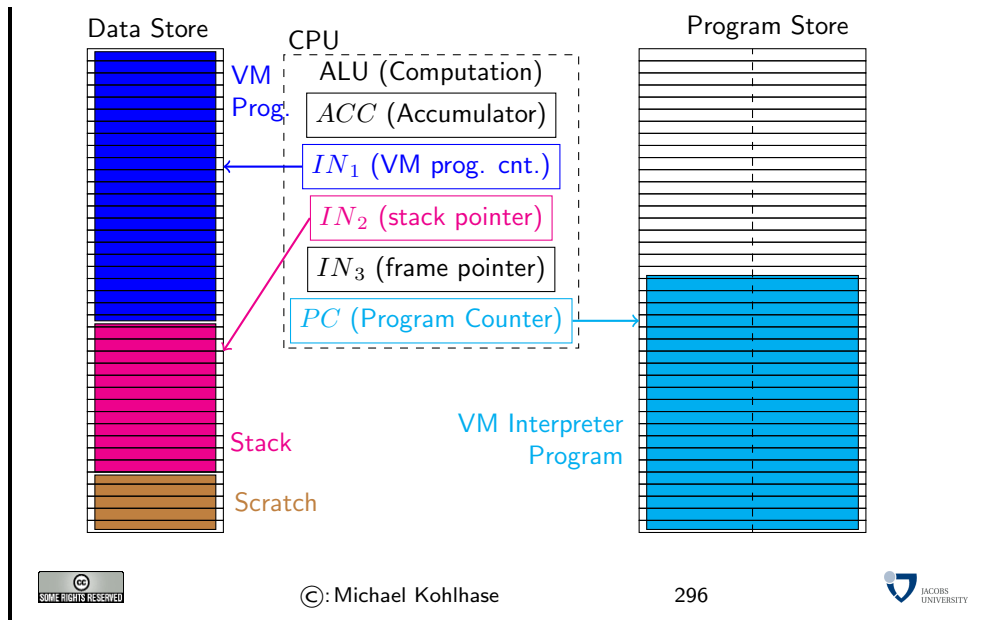 Data Store
CPU
Program Store
VM
Prog.
ALU (Computation)
ACC (Accumulator)
IN₁ (VM prog. cnt.)
IN₂ (stack pointer)
IN₃ (frame pointer)
PC (Program Counter)
Stack
Scratch
VM Interpreter
Program
cc
SOME RIGHTS RESERVED
©: Michael Kohlhase
296
JACOBS
UNIVERSITY